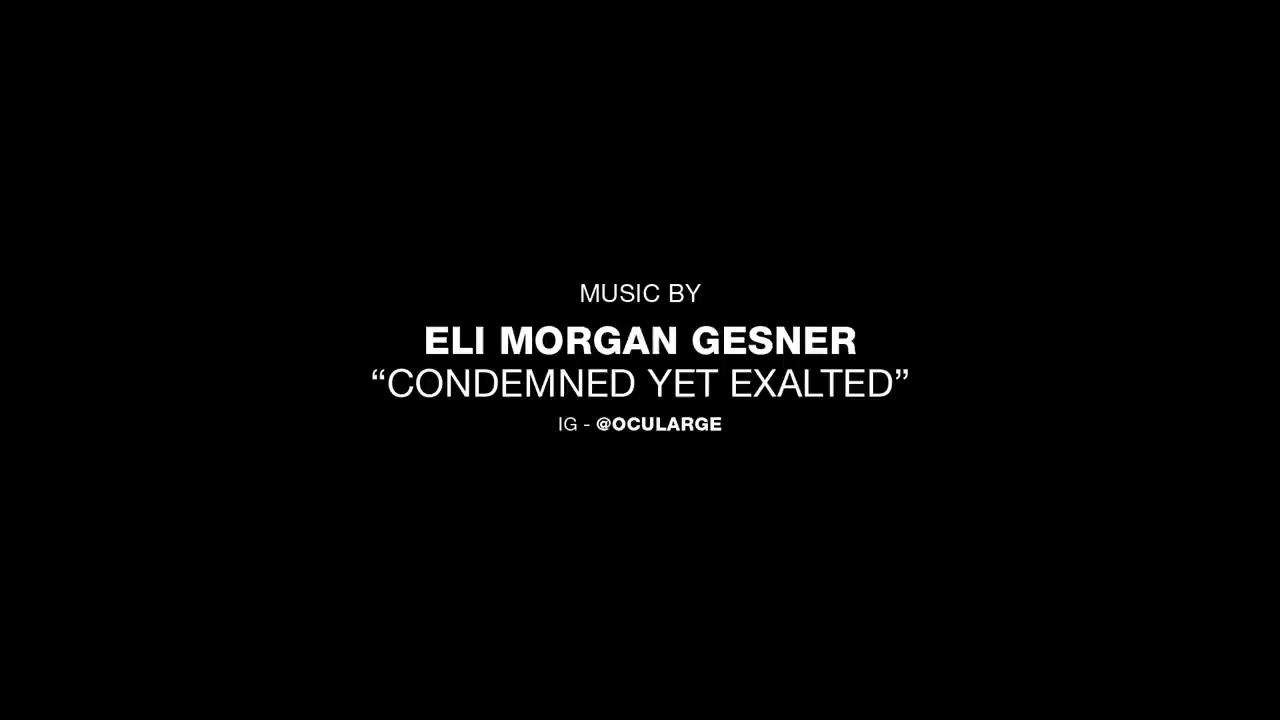 MUSIC BY
ELI MORGAN GESNER
“CONDEMNED YET EXALTED”
IG - @OCULARGE